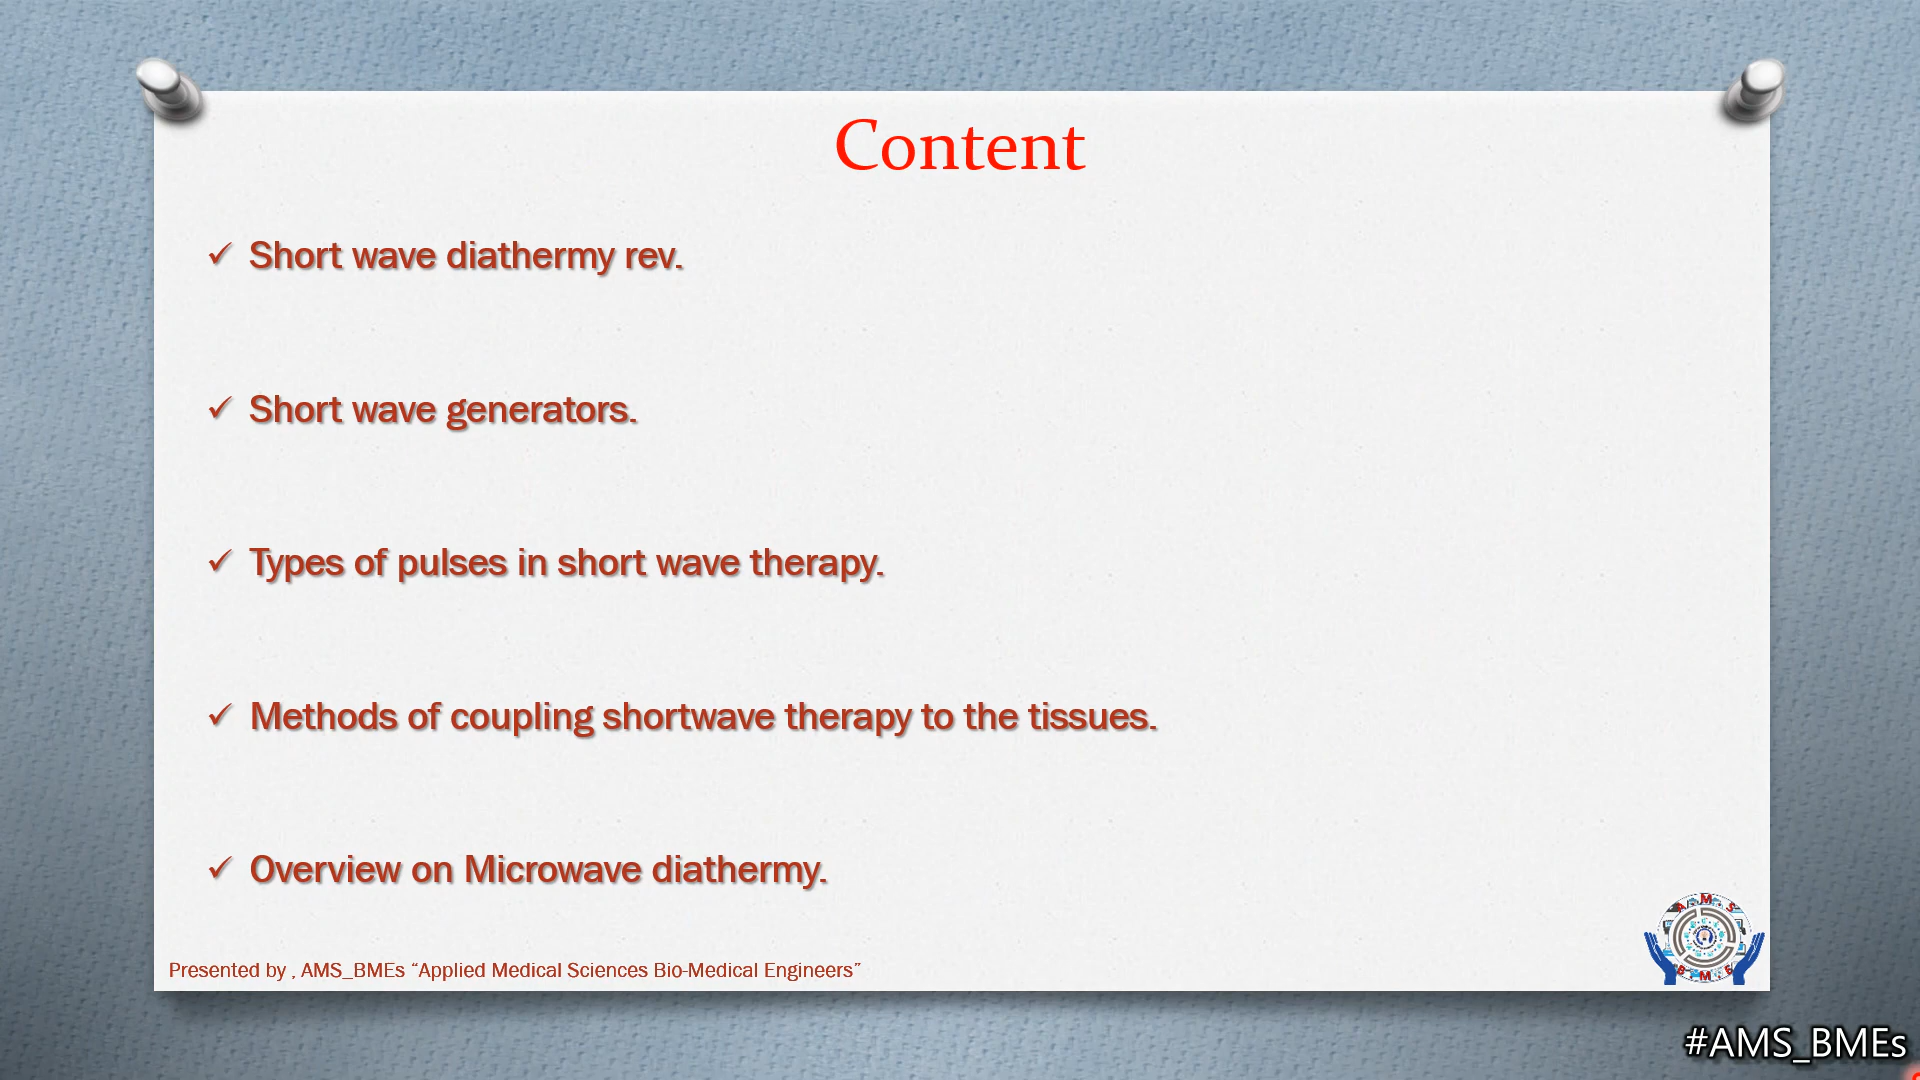 Content
✓ Short wave diathermy rev.
✓ Short wave generators.
✓ Types of pulses in short wave therapy.
✓ Methods of coupling shortwave therapy to the tissues.
✓ Overview on Microwave diathermy.
Presented by , AMS_BMEs “Applied Medical Sciences Bio-Medical Engineers”
A M S
B M E
#AMS_BMEs